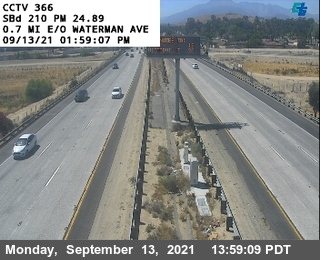 CCTV 366
SBd 210 PM 24.89
0.7 MI E/O WATERMAN AVE
09/13/21 01:59:07 PM
Monday, September 13, 2021 13:59:09 PDT